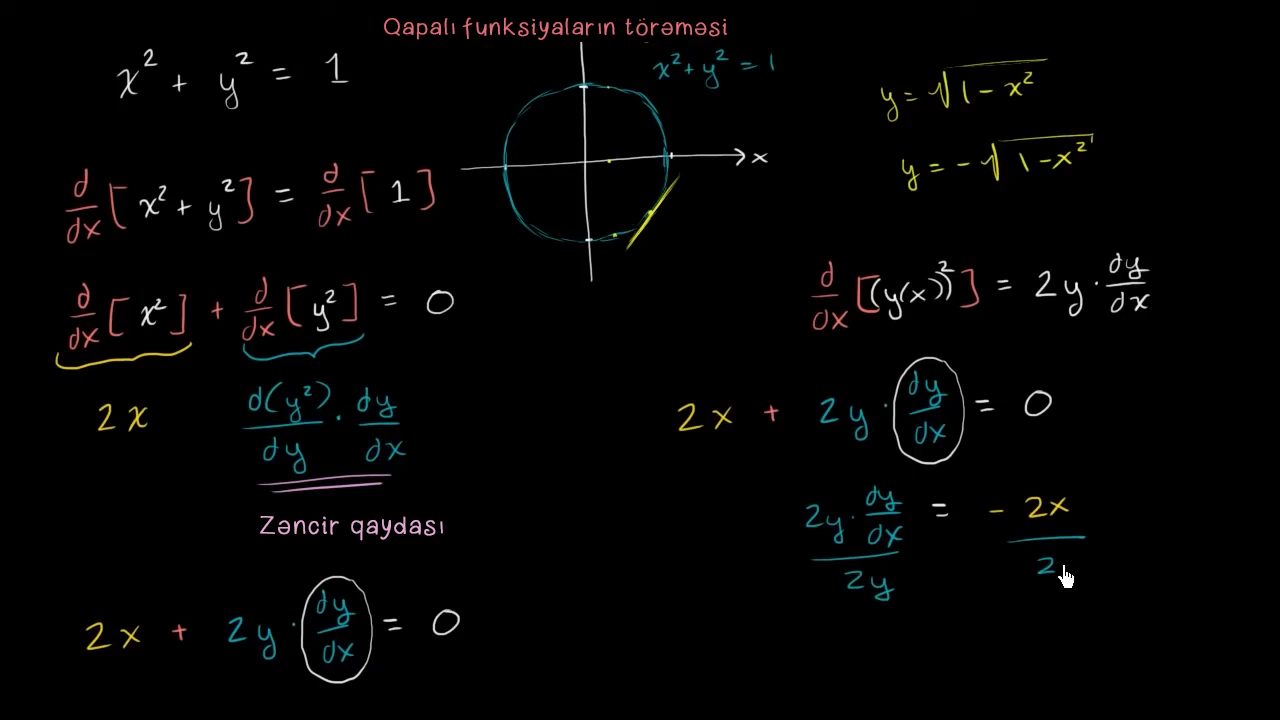 Qapalı funksiyaların törəməsi
x² + y² = 1
x² + y² = 1
x
y = √(1 - x²)
y = -√(1 - x²)
d/dx [x² + y²] = d/dx [1]
d/dx [x²] + d/dx [y²] = 0
2x d(y²)/dy · dy/dx
Zəncir qaydası
2x + 2y · dy/dx = 0
d/dx [(y(x))²] = 2y · dy/dx
2x + 2y · dy/dx = 0
2y · dy/dx = - 2x
2y 2